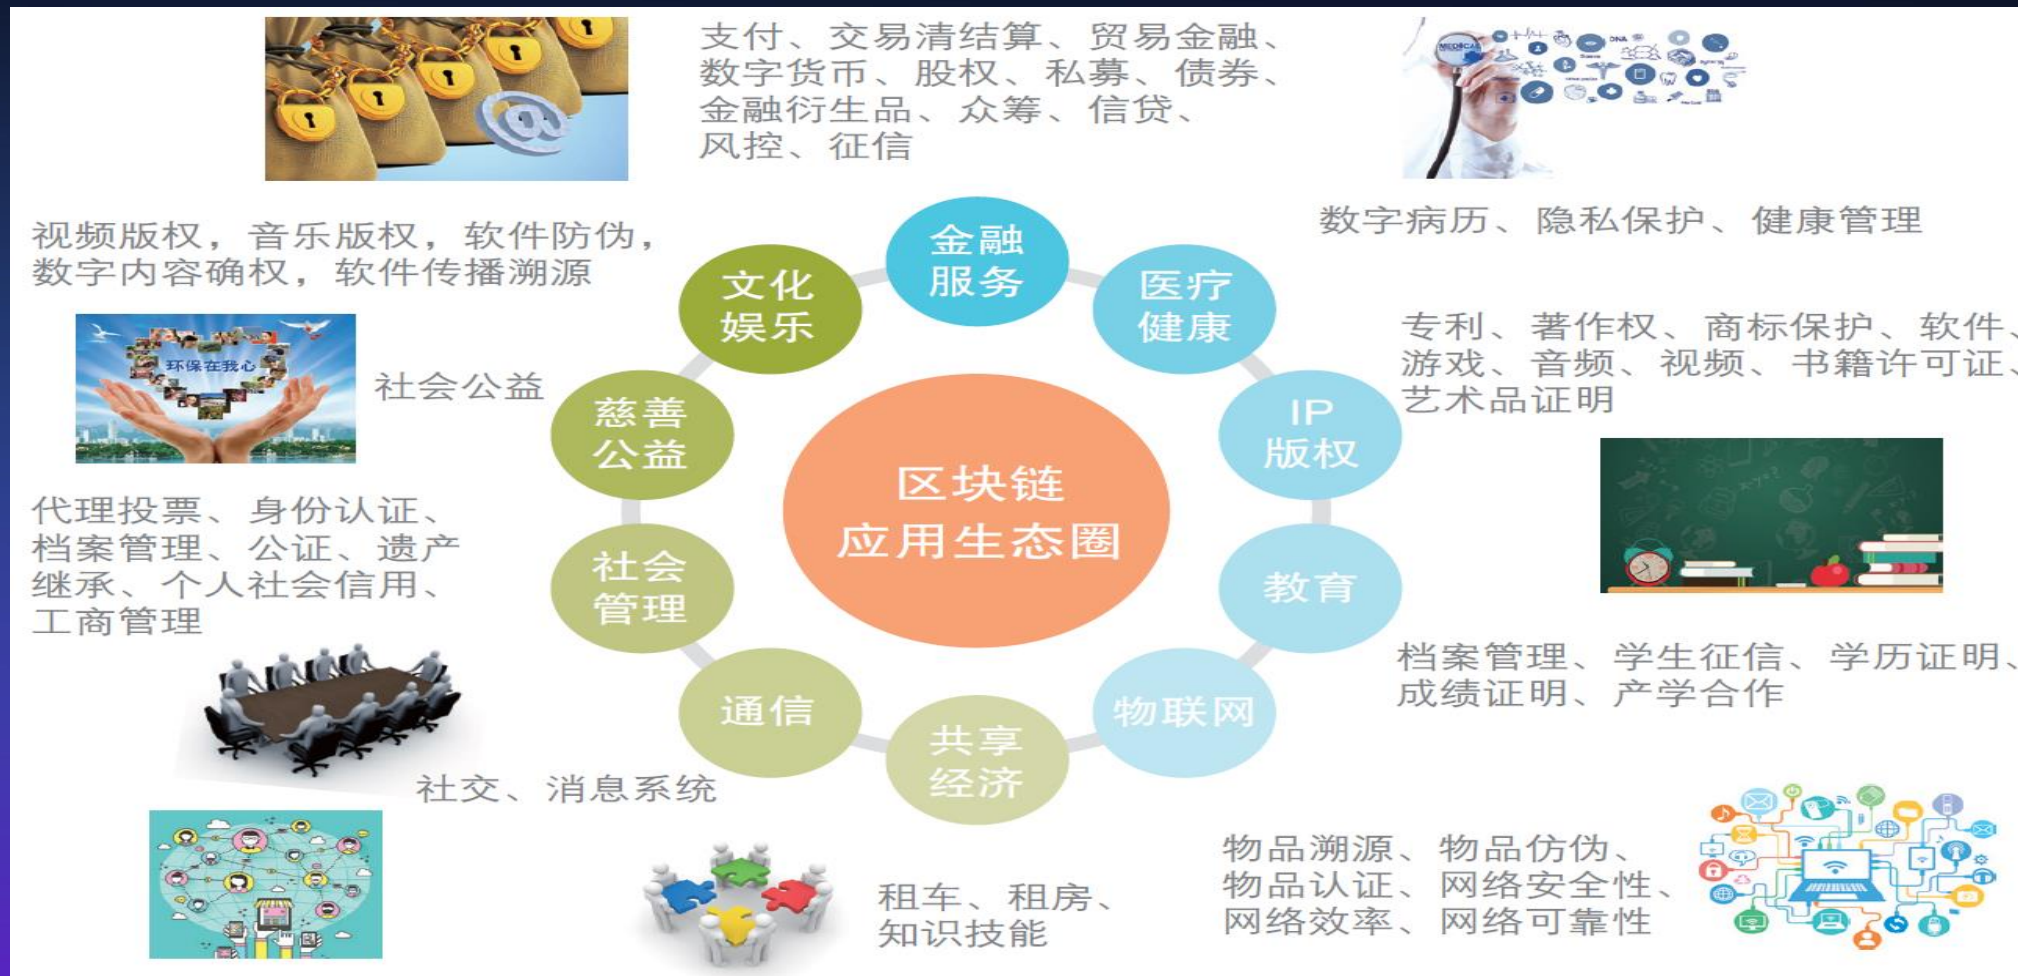 支付、交易清结算、贸易金融、
数字货币、股权、私募、债券、
金融衍生品、众筹、信贷、
风控、征信
MEDICAL
DNA
数字病历、隐私保护、健康管理
视频版权，音乐版权，软件防伪，
数字内容确权，软件传播溯源
金融
服务
文化
娱乐
医疗
健康
专利、著作权、商标保护、软件、
游戏、音频、视频、书籍许可证、
艺术品证明
环保在我心
社会公益
慈善
公益
IP
版权
区块链
应用生态圈
代理投票、身份认证、
档案管理、公证、遗产
继承、个人社会信用、
工商管理
社会
管理
教育
档案管理、学生征信、学历证明、
成绩证明、产学合作
通信
物联网
共享
经济
社交、消息系统
租车、租房、
知识技能
物品溯源、物品仿伪、
物品认证、网络安全性、
网络效率、网络可靠性